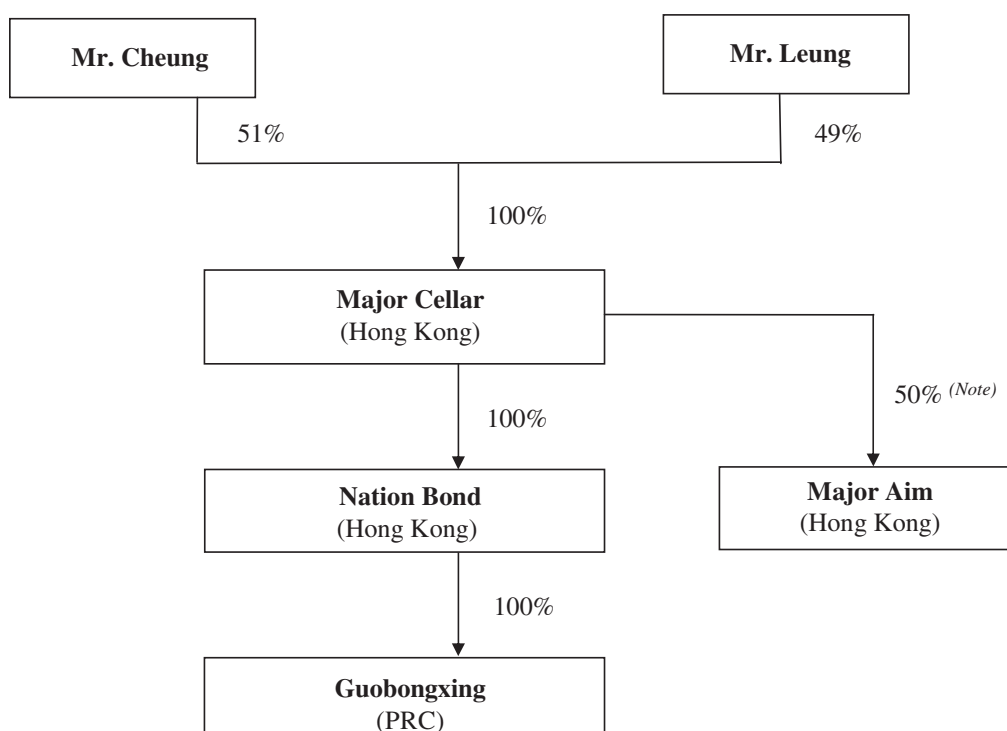 Mr. Cheung
Mr. Leung
51%
49%
100%
Major Cellar
(Hong Kong)
50% (Note)
100%
Nation Bond
(Hong Kong)
Major Aim
(Hong Kong)
100%
Guobongxing
(PRC)